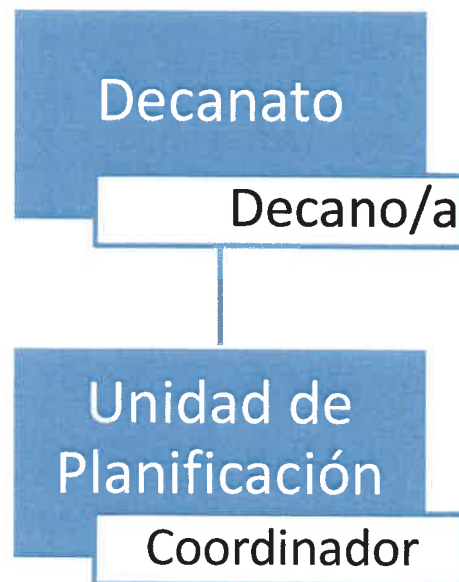 Decanato
Decano/a
Unidad de
Planificación
Coordinador